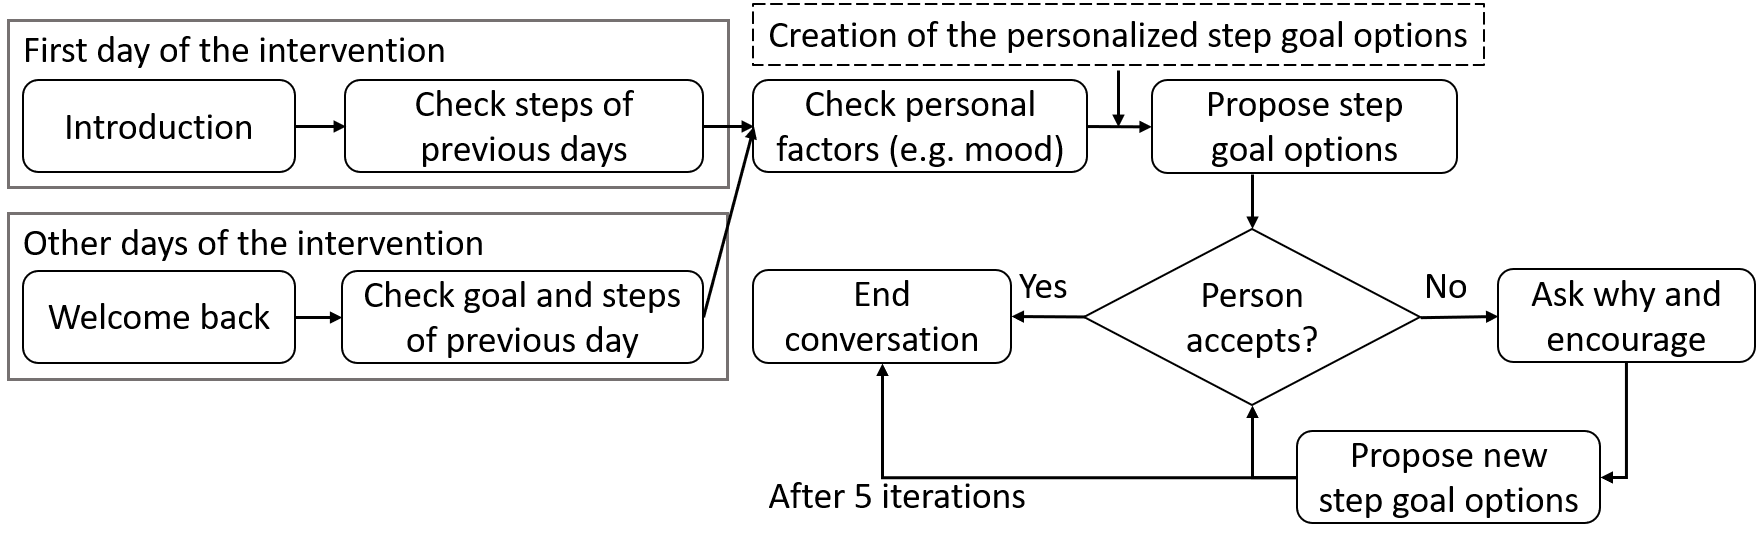 First day of the intervention
Introduction
Check steps of
previous days
Creation of the personalized step goal options
Check personal
factors (e.g. mood)
Propose step
goal options
Other days of the intervention
Welcome back
Check goal and steps
of previous day
End
conversation
Yes
Person
accepts?
No
Ask why and
encourage
Propose new
step goal options
After 5 iterations